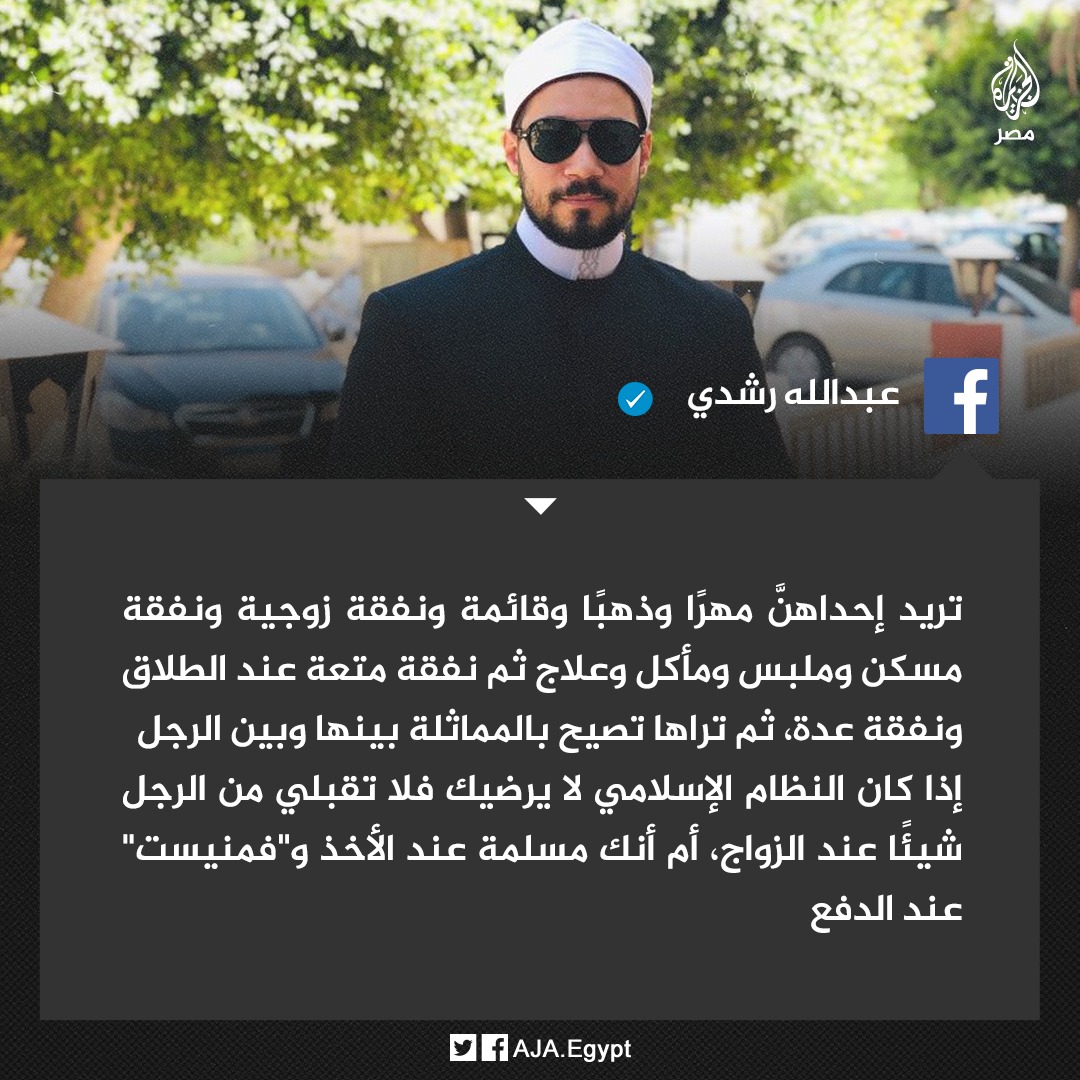 الجزيرة
مصر
عبدالله رشدي
تريد إحداهنَّ مهرًا وذهبًا وقائمة ونفقة زوجية ونفقة
مسكن وملبس ومأكل وعلاج ثم نفقة متعة عند الطلاق
ونفقة عدة، ثم تراها تصيح بالمماثلة بينها وبين الرجل
إذا كان النظام الإسلامي لا يرضيك فلا تقبلي من الرجل
شيئًا عند الزواج، أم أنك مسلمة عند الأخذ و"فمنيست"
عند الدفع
AJA.Egypt